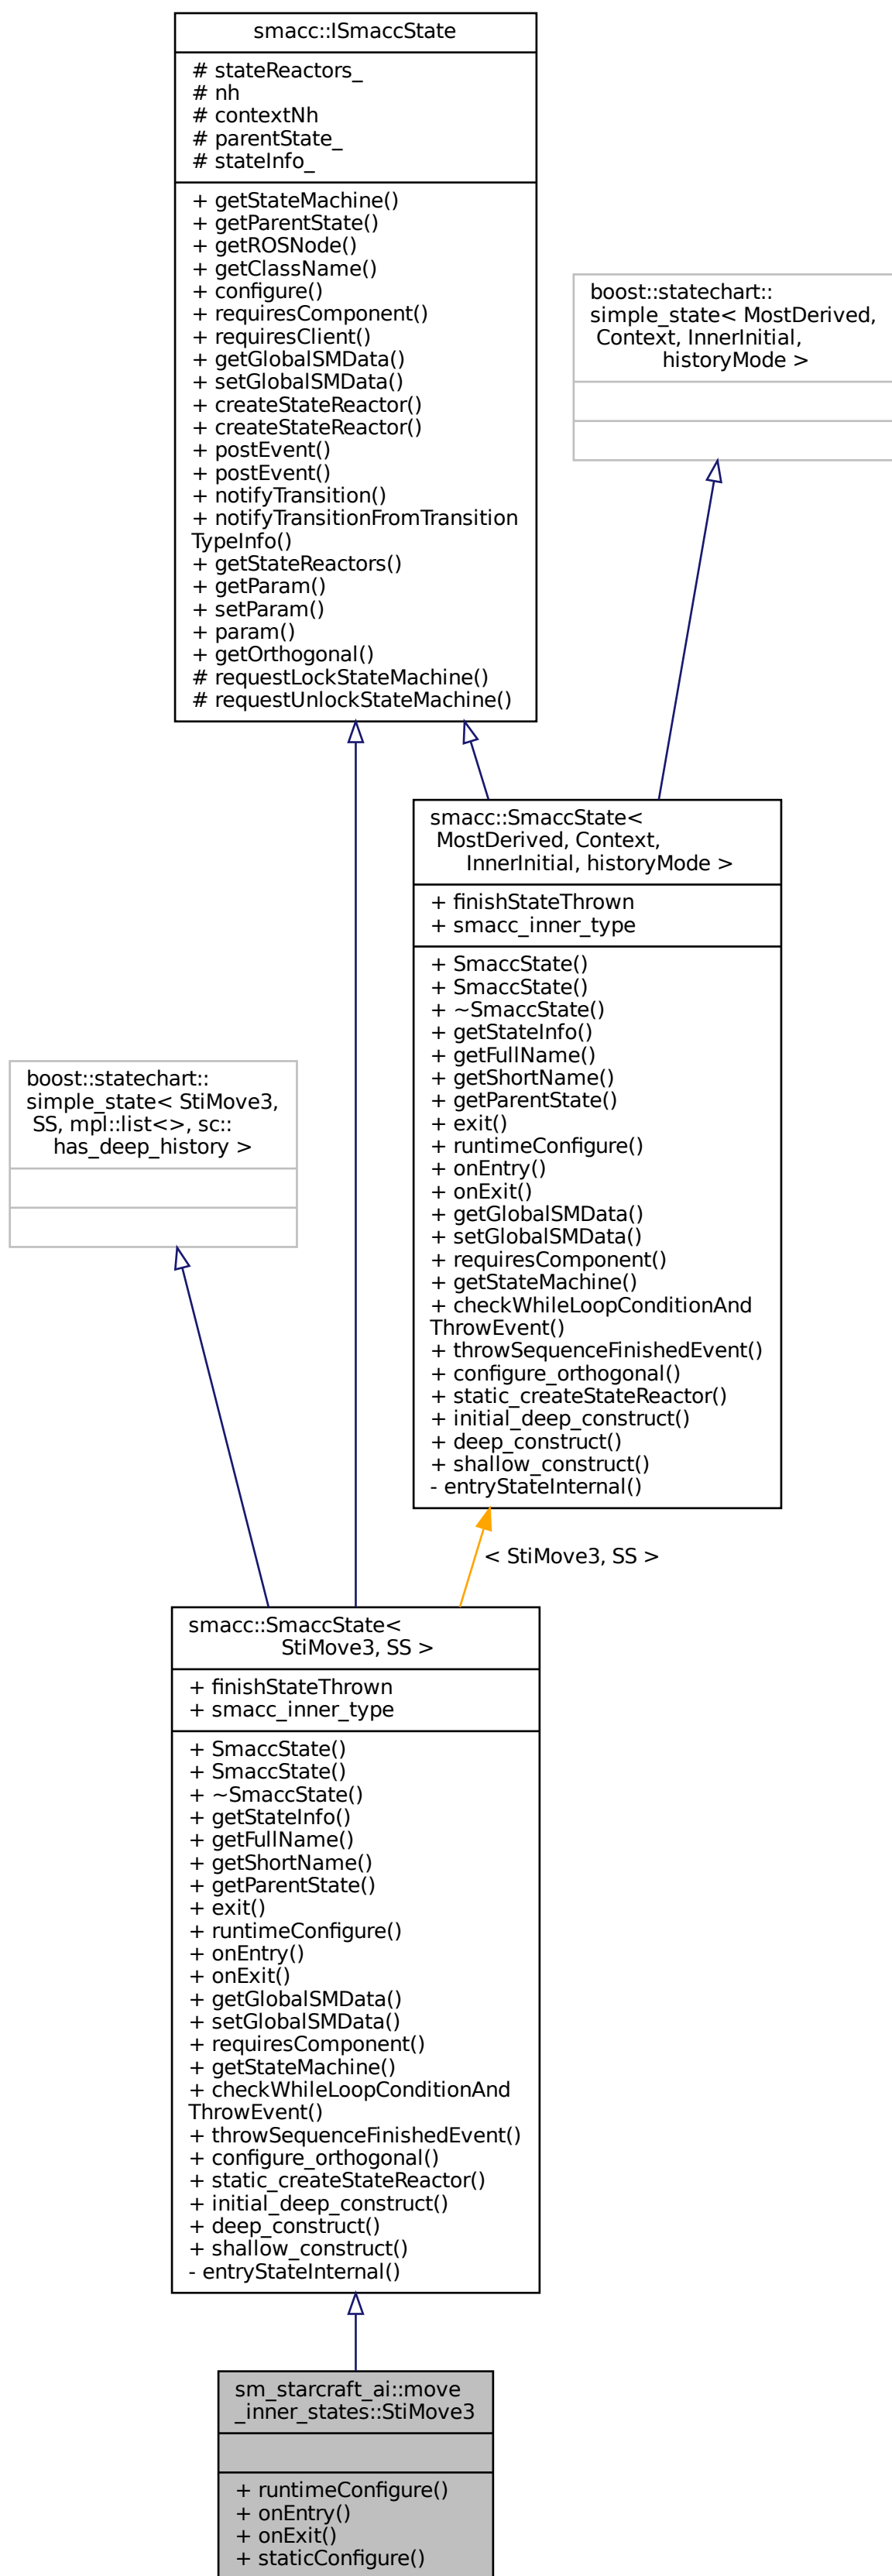 smacc::ISmaccState
# stateReactors_
# nh
# contextNh
# parentState_
# stateInfo_
+ getStateMachine()
+ getParentState()
+ getROSNode()
+ getClassName()
+ configure()
+ requiresComponent()
+ requiresClient()
+ getGlobalSMData()
+ setGlobalSMData()
+ createStateReactor()
+ createStateReactor()
+ postEvent()
+ postEvent()
+ notifyTransition()
+ notifyTransitionFromTransition
TypeInfo()
+ getStateReactors()
+ getParam()
+ setParam()
+ param()
+ getOrthogonal()
# requestLockStateMachine()
# requestUnlockStateMachine()
boost::statechart::
simple_state< MostDerived,
Context, InnerInitial,
historyMode >
smacc::SmaccState<
MostDerived, Context,
InnerInitial, historyMode >
+ finishStateThrown
+ smacc_inner_type
+ SmaccState()
+ SmaccState()
+ ~SmaccState()
+ getStateInfo()
+ getFullName()
+ getShortName()
+ getParentState()
+ exit()
+ runtimeConfigure()
+ onEntry()
+ onExit()
+ getGlobalSMData()
+ setGlobalSMData()
+ requiresComponent()
+ getStateMachine()
+ checkWhileLoopConditionAnd
ThrowEvent()
+ throwSequenceFinishedEvent()
+ configure_orthogonal()
+ static_createStateReactor()
+ initial_deep_construct()
+ deep_construct()
+ shallow_construct()
- entryStateInternal()
boost::statechart::
simple_state< StiMove3,
SS, mpl::list<>, sc::
has_deep_history >
< StiMove3, SS >
smacc::SmaccState<
StiMove3, SS >
+ finishStateThrown
+ smacc_inner_type
+ SmaccState()
+ SmaccState()
+ ~SmaccState()
+ getStateInfo()
+ getFullName()
+ getShortName()
+ getParentState()
+ exit()
+ runtimeConfigure()
+ onEntry()
+ onExit()
+ getGlobalSMData()
+ setGlobalSMData()
+ requiresComponent()
+ getStateMachine()
+ checkWhileLoopConditionAnd
ThrowEvent()
+ throwSequenceFinishedEvent()
+ configure_orthogonal()
+ static_createStateReactor()
+ initial_deep_construct()
+ deep_construct()
+ shallow_construct()
- entryStateInternal()
sm_starcraft_ai::move
_inner_states::StiMove3
+ runtimeConfigure()
+ onEntry()
+ onExit()
+ staticConfigure()